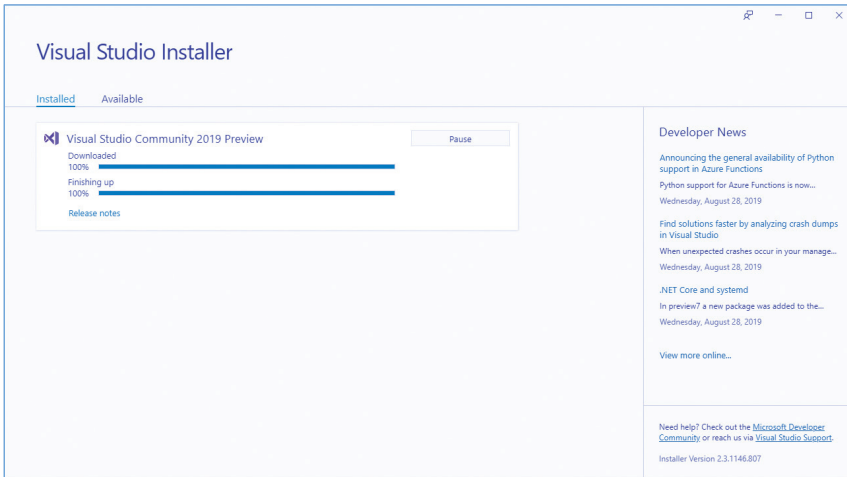 Visual Studio Installer
Installed Available
Visual Studio Community 2019 Preview
Pause
Downloaded
100%
Finishing up
100%
Release notes
Developer News
Announcing the general availability of Python
support in Azure Functions
Python support for Azure Functions is now...
Wednesday, August 28, 2019
Find solutions faster by analyzing crash dumps
in Visual Studio
When unexpected crashes occur in your manage...
Wednesday, August 28, 2019
.NET Core and systemd
In preview7 a new package was added to the...
Wednesday, August 28, 2019
View more online...
Need help? Check out the Microsoft Developer
Community or reach us via Visual Studio Support.
Installer Version 2.3.1146.807